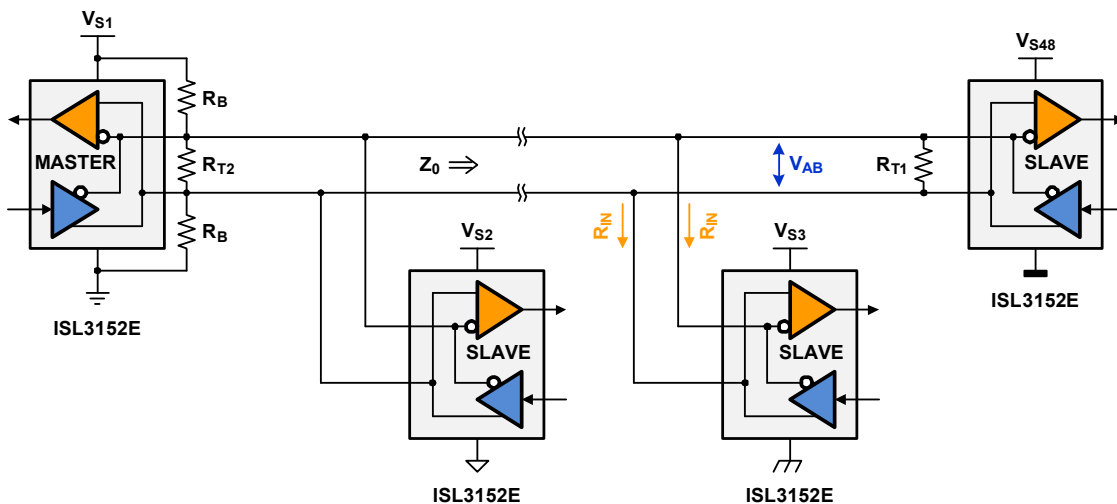 VS1
VS48
RB
MASTER
RT2
Z0 ⇒
VAB
RT1
SLAVE
RB
RIN
RIN
VS2
VS3
ISL3152E
ISL3152E
SLAVE
SLAVE
ISL3152E
ISL3152E